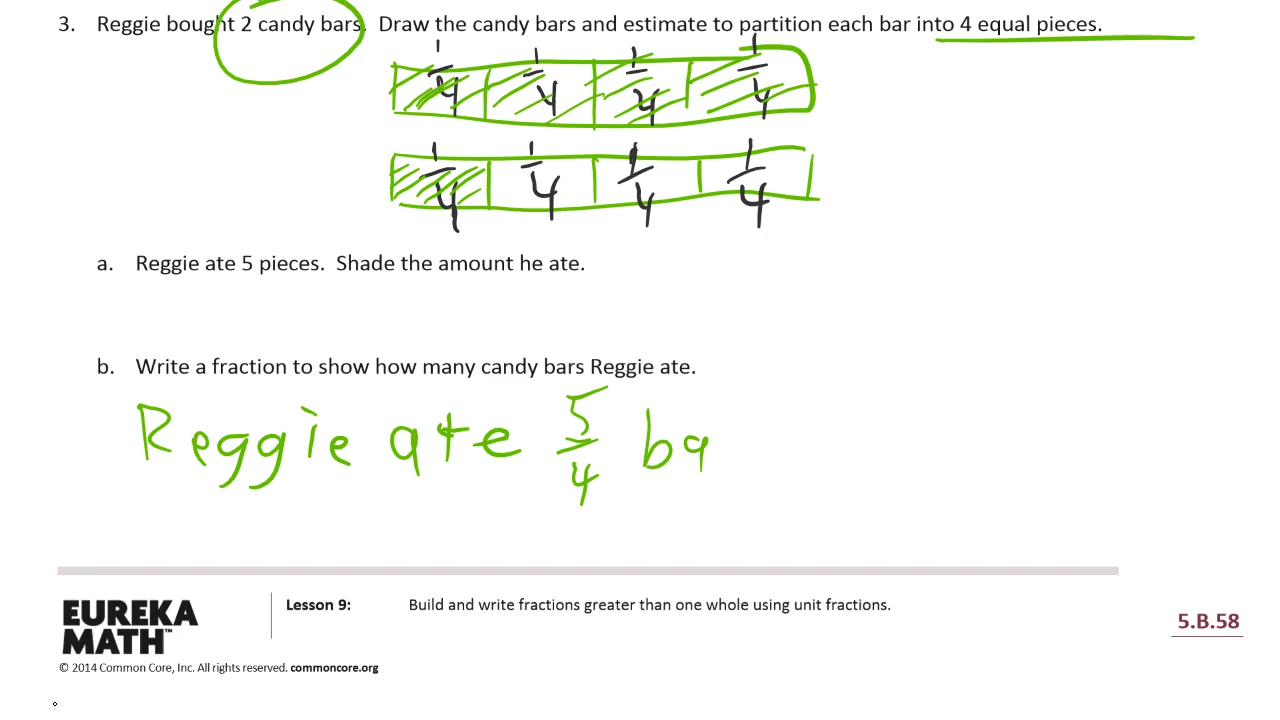 3. Reggie bought 2 candy bars. Draw the candy bars and estimate to partition each bar into 4 equal pieces.
1/4 1/4 1/4 1/4
1/4 1/4 1/4 1/4
a. Reggie ate 5 pieces. Shade the amount he ate.
b. Write a fraction to show how many candy bars Reggie ate.
Reggie ate 5/4 ba
EUREKA MATH™
Lesson 9: Build and write fractions greater than one whole using unit fractions.
5.B.58
© 2014 Common Core, Inc. All rights reserved. commoncore.org